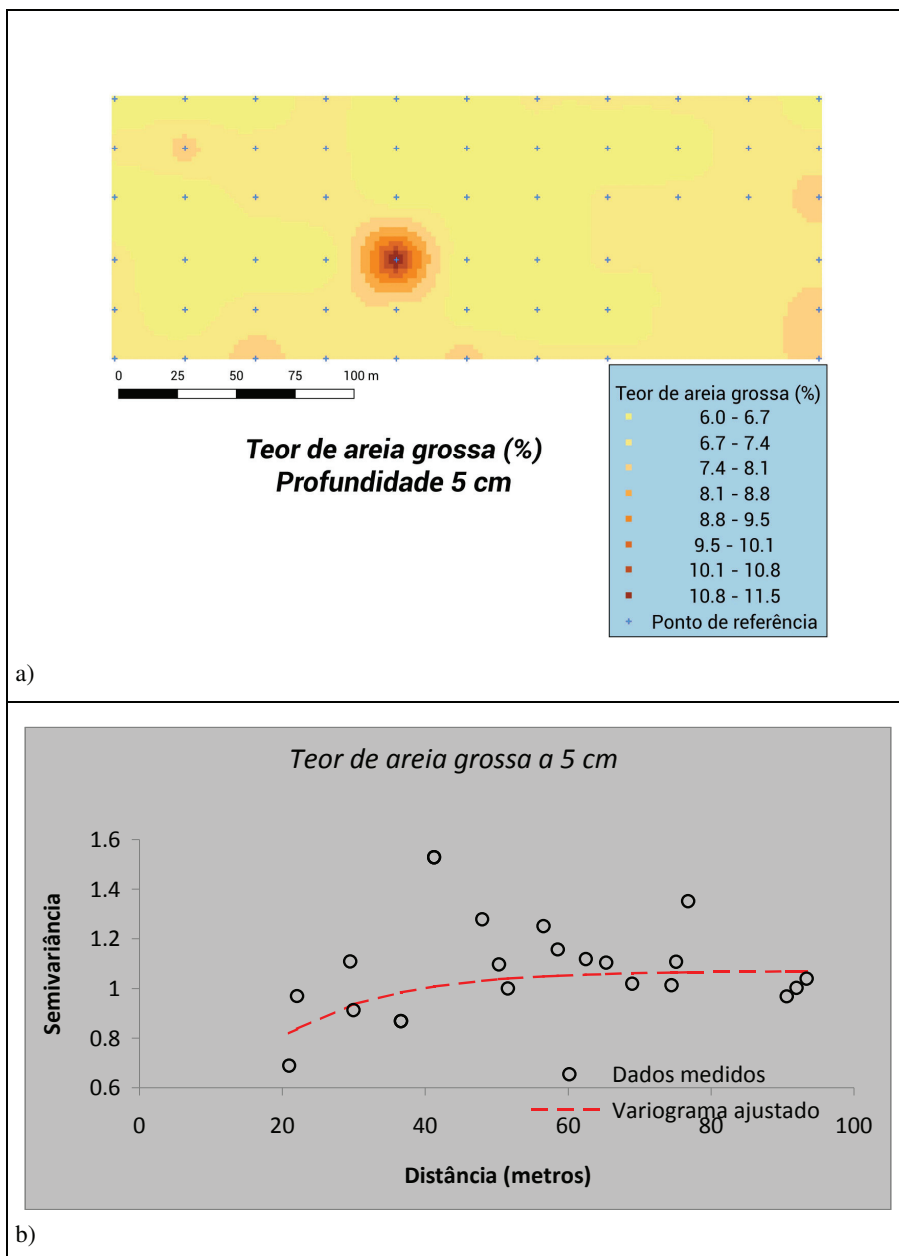 0 25 50 75 100 m
Teor de areia grossa (%)
Profundidade 5 cm
Teor de areia grossa (%)
6.0 - 6.7
6.7 - 7.4
7.4 - 8.1
8.1 - 8.8
8.8 - 9.5
9.5 - 10.1
10.1 - 10.8
10.8 - 11.5
Ponto de referência
a)
Teor de areia grossa a 5 cm
1.6
1.4
1.2
1
0.8
0.6
Semivariância
Dados medidos
Variograma ajustado
0 20 40 60 80 100
Distância (metros)
b)